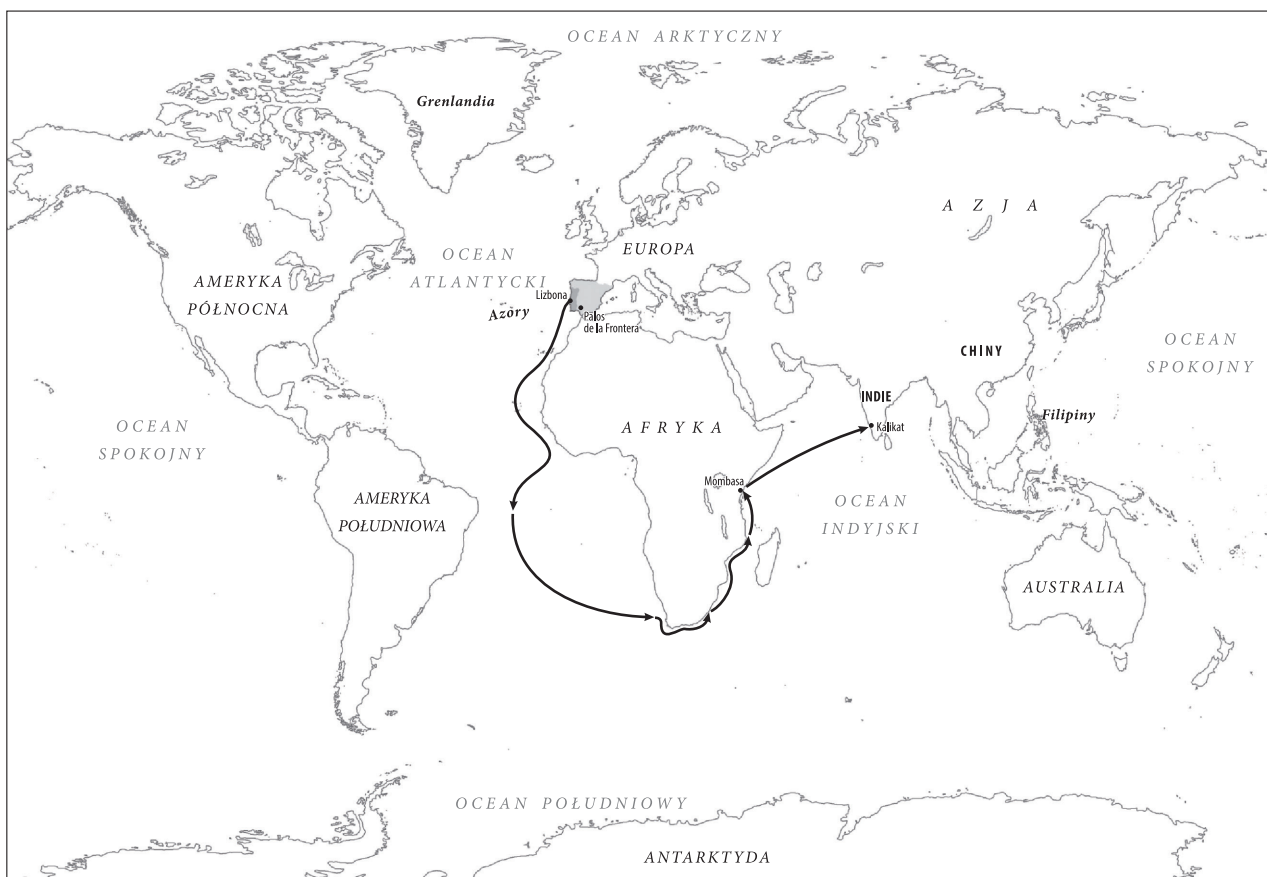 OCEAN ARKTYCZNY
Grenlandia
A Z J A
OCEAN
ATLANTYCKI
EUROPA
AMERYKA
PÓŁNOCNA
Lizbona
Azory
Palos
de la Frontera
CHINY
OCEAN
SPOKOJNY
INDIE
Kalikat
Filipiny
OCEAN
SPOKOJNY
AFRYKA
Mombasa
AMERYKA
POŁUDNIOWA
OCEAN
INDYJSKI
AUSTRALIA
OCEAN POŁUDNIOWY
ANTARKTYDA